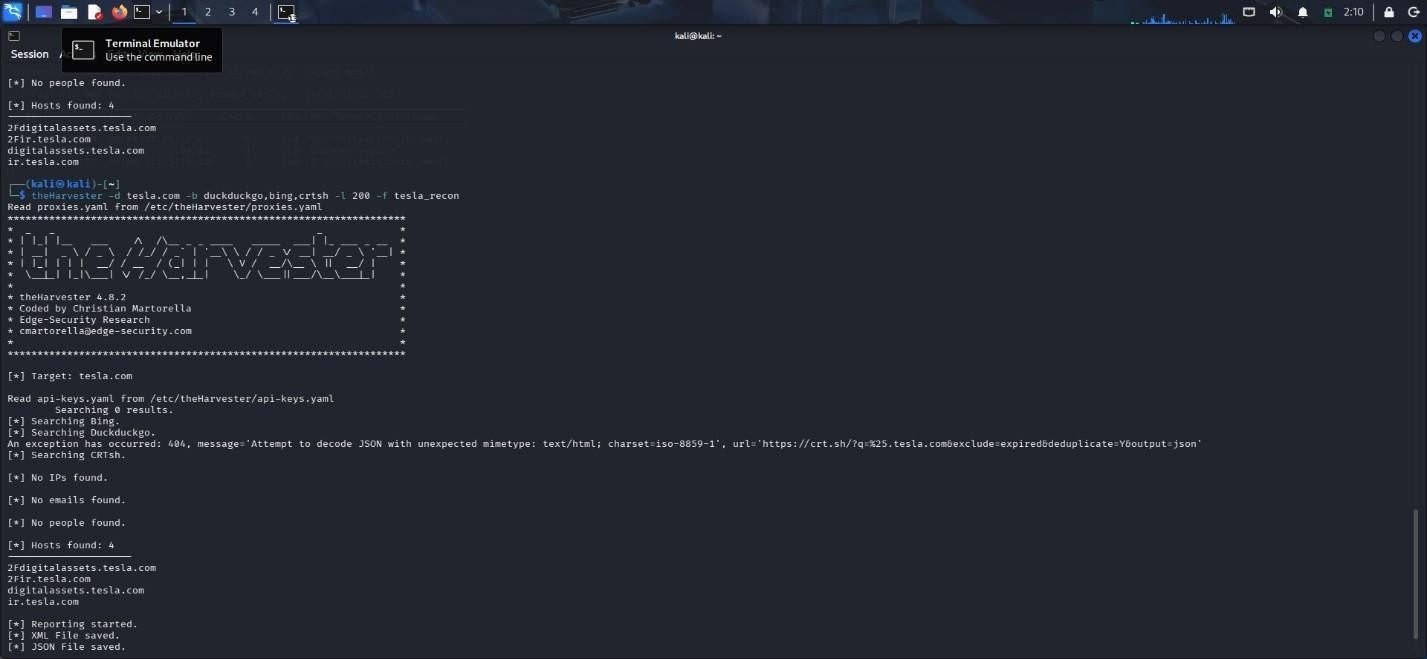 1 2 3 4
2:10
Terminal Emulator
Use the command line
kali@kali: ~
Session
[*] No people found.
[*] Hosts found: 4
2Fdigitalassets.tesla.com
2Fir.tesla.com
digitalassets.tesla.com
ir.tesla.com
(kali㉿kali)-[~]
$ theHarvester -d tesla.com -b duckduckgo,bing,crtsh -l 200 -f tesla_recon
Read proxies.yaml from /etc/theHarvester/proxies.yaml
*******************************************************************
theHarvester
* theHarvester 4.8.2 *
* Coded by Christian Martorella *
* Edge-Security Research *
* cmartorella@edge-security.com *
* *
*******************************************************************
[*] Target: tesla.com
Read api-keys.yaml from /etc/theHarvester/api-keys.yaml
Searching 0 results.
[*] Searching Bing.
[*] Searching Duckduckgo.
An exception has occurred: 404, message='Attempt to decode JSON with unexpected mimetype: text/html; charset=iso-8859-1', url='https://crt.sh/?q=%25.tesla.com&exclude=expired&deduplicate=Y&output=json'
[*] Searching CRTsh.
[*] No IPs found.
[*] No emails found.
[*] No people found.
[*] Hosts found: 4
2Fdigitalassets.tesla.com
2Fir.tesla.com
digitalassets.tesla.com
ir.tesla.com
[*] Reporting started.
[*] XML File saved.
[*] JSON File saved.